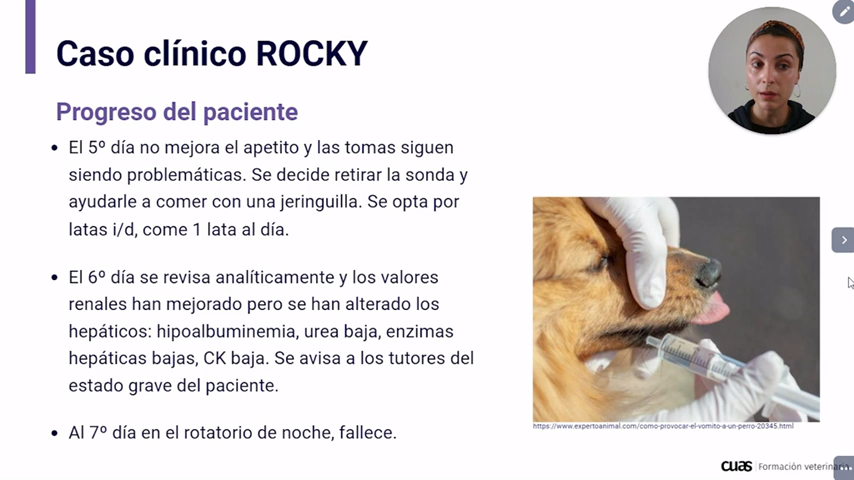 Caso clínico ROCKY
Progreso del paciente
• El 5º día no mejora el apetito y las tomas siguen
siendo problemáticas. Se decide retirar la sonda y
ayudarle a comer con una jeringuilla. Se opta por
latas i/d, come 1 lata al día.
• El 6º día se revisa analíticamente y los valores
renales han mejorado pero se han alterado los
hepáticos: hipoalbuminemia, urea baja, enzimas
hepáticas bajas, CK baja. Se avisa a los tutores del
estado grave del paciente.
• Al 7º día en el rotatorio de noche, fallece.
https://www.expertoanimal.com/como-provocar-el-vomito-a-un-perro-20345.html
cuas Formación veterinaria